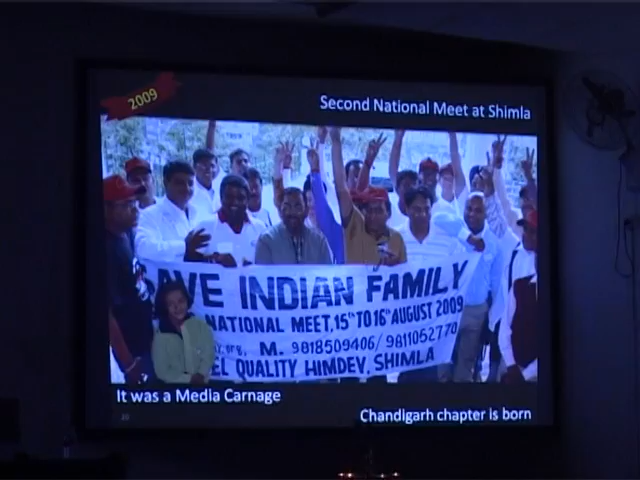 2009
Second National Meet at Shimla
SAVE INDIAN FAMILY
NATIONAL MEET, 15TH TO 16TH AUGUST 2009
M. 9818509406/9811052770
EL QUALITY HIMDEV, SHIMLA
It was a Media Carnage
Chandigarh chapter is born